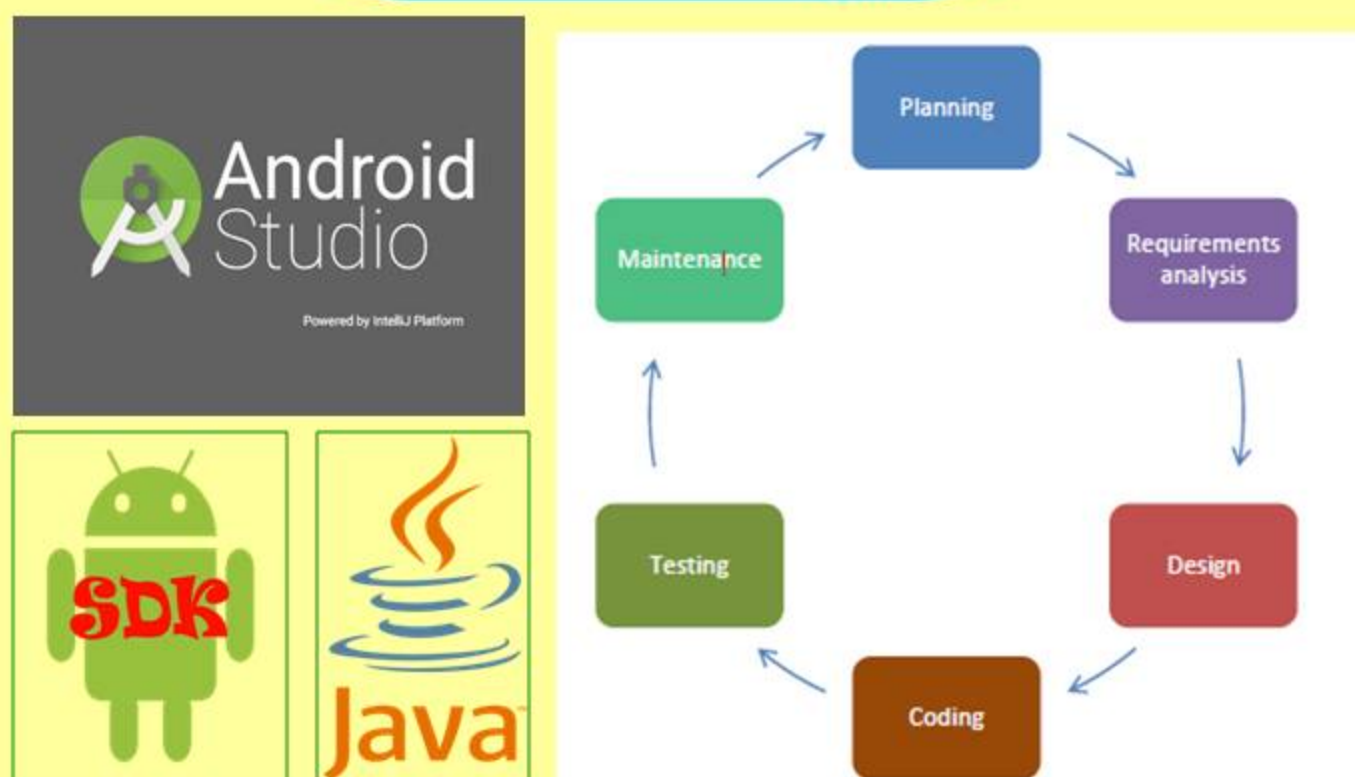 Android
Studio
Powered by IntelliJ Platform
SDK
Java
Planning
Requirements
analysis
Design
Coding
Testing
Maintenance